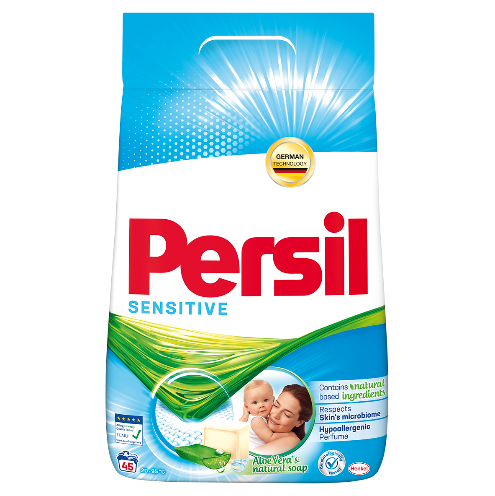 GERMAN
TECHNOLOGY
Persil
SENSITIVE
Contains natural
based ingredients
Respects
Skin's microbiome
Hypoallergenic
Perfume
Aloe Vera's
natural soap
45
Henkel